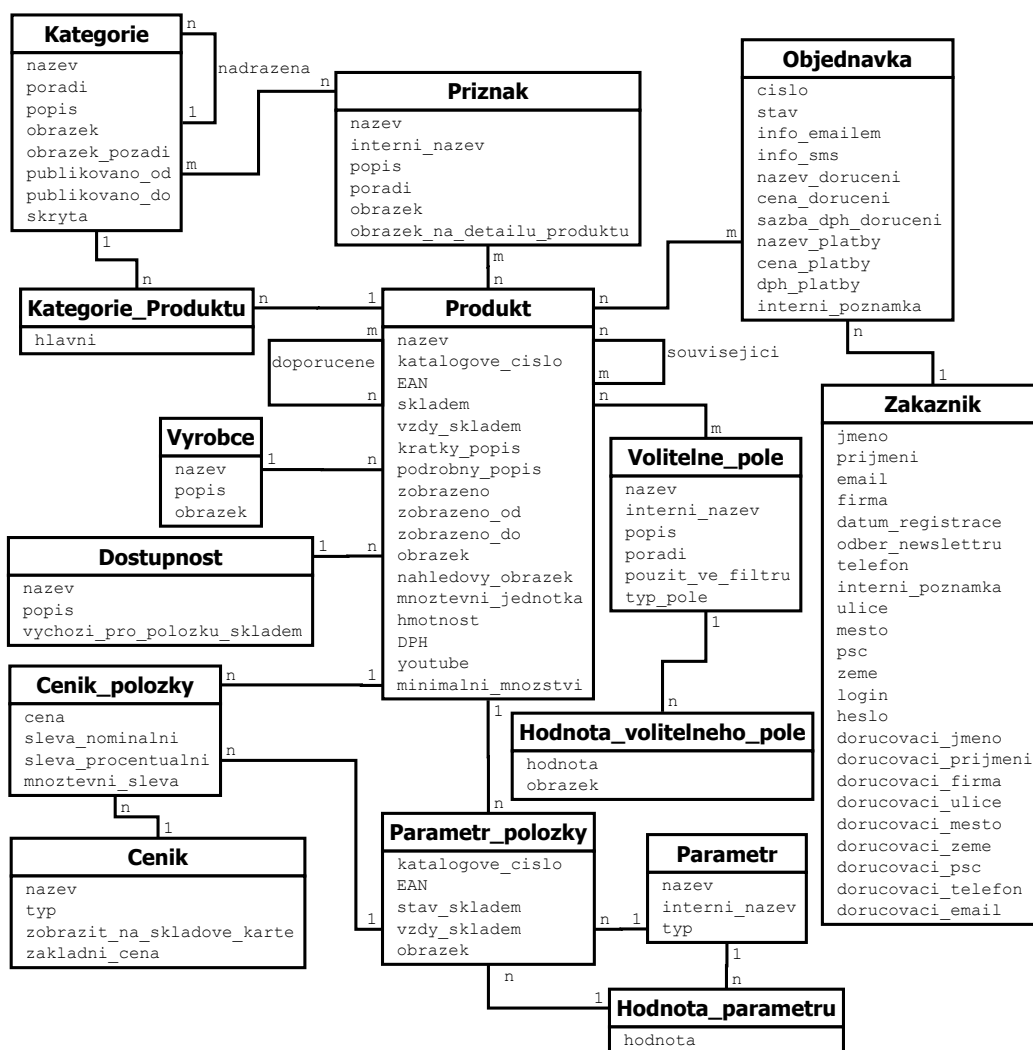 Kategorie
nazev
poradi
popis
obrazek
obrazek_pozadi
publikovano_od
publikovano_do
skryta
n
nadrazena
1
m
n
Priznak
nazev
interni_nazev
popis
poradi
obrazek
obrazek_na_detailu_produktu
m
n
Objednavka
cislo
stav
info_emailem
info_sms
nazev_doruceni
cena_doruceni
sazba_dph_doruceni
nazev_platby
cena_platby
dph_platby
interni_poznamka
m
n
n
1
1
n
Kategorie_Produktu
hlavni
n
1
Produkt
nazev
katalogove_cislo
EAN
skladem
vzdy_skladem
kratky_popis
podrobny_popis
zobrazeno
zobrazeno_od
zobrazeno_do
obrazek
nahledovy_obrazek
mnoztevni_jednotka
hmotnost
DPH
youtube
minimalni_mnozstvi
m
doporucene
n
n
souvisejici
m
n
m
Zakaznik
jmeno
prijmeni
email
firma
datum_registrace
odber_newslettru
telefon
interni_poznamka
ulice
mesto
psc
zeme
login
heslo
dorucovaci_jmeno
dorucovaci_prijmeni
dorucovaci_firma
dorucovaci_ulice
dorucovaci_mesto
dorucovaci_zeme
dorucovaci_psc
dorucovaci_telefon
dorucovaci_email
Vyrobce
nazev
popis
obrazek
1
n
Volitelne_pole
nazev
interni_nazev
popis
poradi
pouzit_ve_filtru
typ_pole
1
n
Dostupnost
nazev
popis
vychozi_pro_polozku_skladem
1
n
Cenik_polozky
cena
sleva_nominalni
sleva_procentualni
mnoztevni_sleva
n
1
n
1
n
1
Hodnota_volitelneho_pole
hodnota
obrazek
1
n
Cenik
nazev
typ
zobrazit_na_skladove_karte
zakladni_cena
Parametr_polozky
katalogove_cislo
EAN
stav_skladem
vzdy_skladem
obrazek
n
1
Parametr
nazev
interni_nazev
typ
1
n
n
1
Hodnota_parametru
hodnota